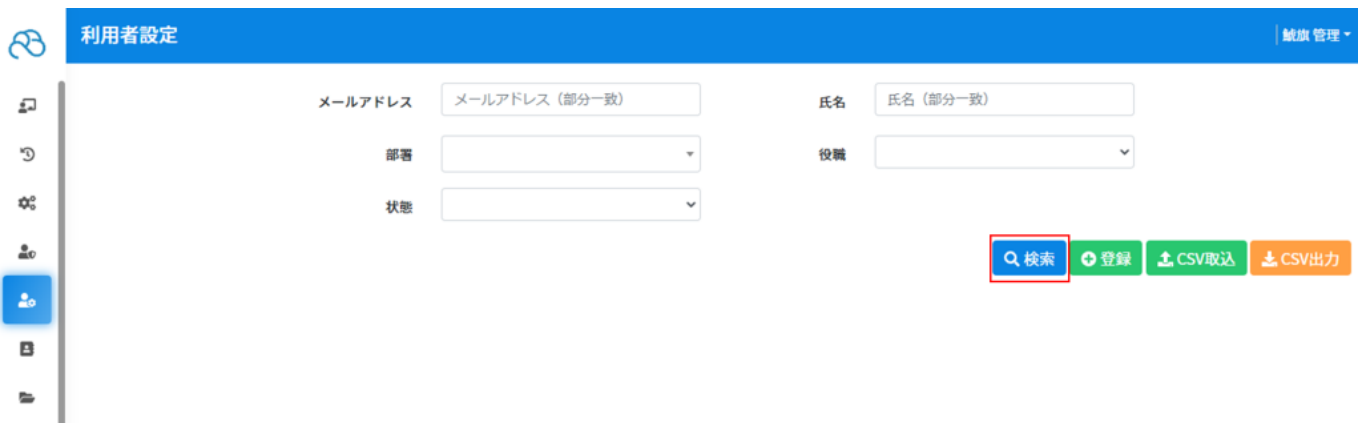 利用者設定
鯱旗 管理
メールアドレス メールアドレス（部分一致） 氏名 氏名（部分一致）
部署 役職
状態
検索 登録 CSV取込 CSV出力